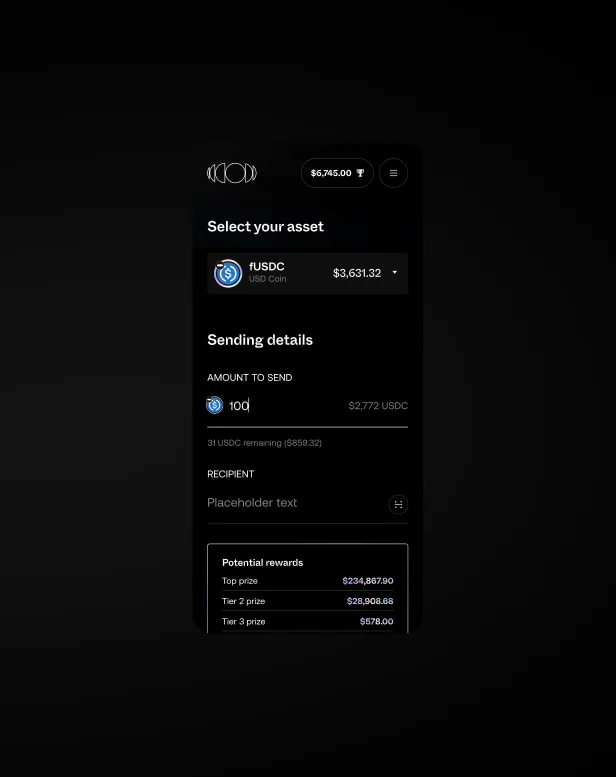 $6,745.00
Select your asset
fUSDC
USD Coin
$3,631.32
Sending details
AMOUNT TO SEND
100
$2,772 USDC
31 USDC remaining ($859.32)
RECIPIENT
Placeholder text
Potential rewards
Top prize $234,867.90
Tier 2 prize $28,908.68
Tier 3 prize $578.00